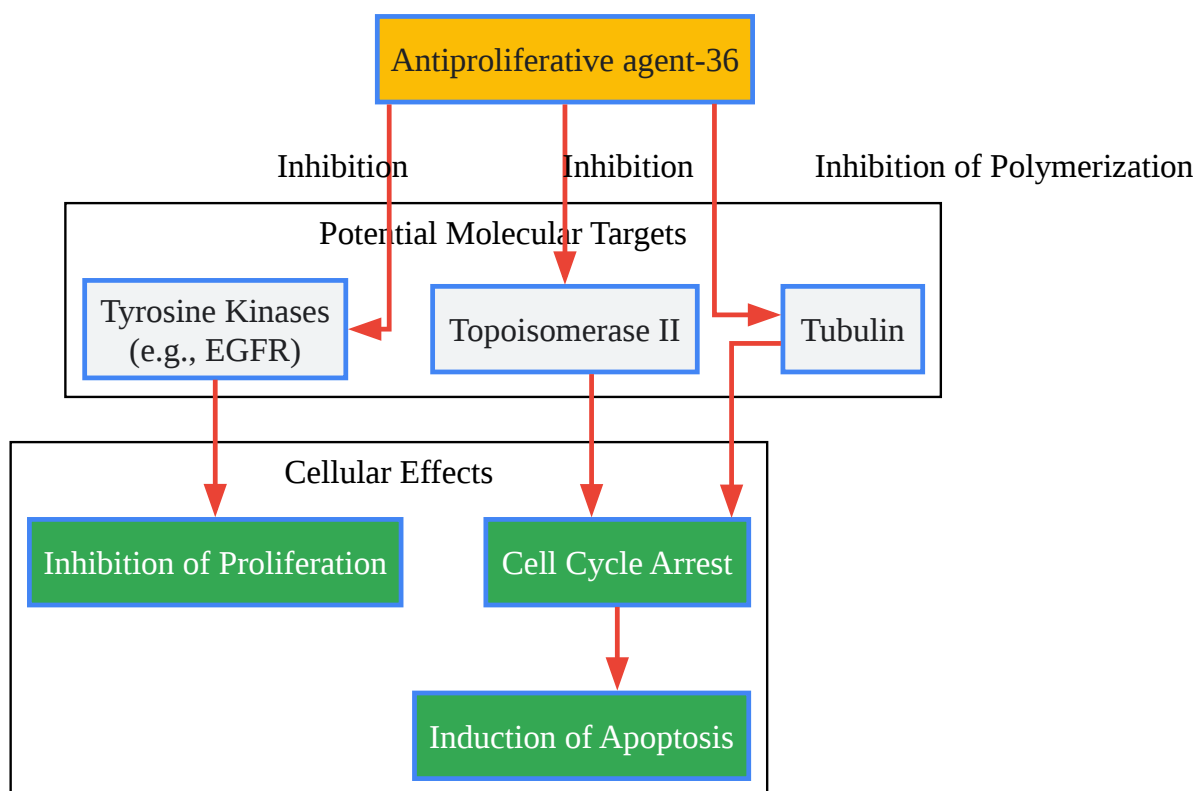 Antiproliferative agent-36
Inhibition
Inhibition
Inhibition of Polymerization
Potential Molecular Targets
Tyrosine Kinases
(e.g., EGFR)
Topoisomerase II
Tubulin
Cellular Effects
Inhibition of Proliferation
Cell Cycle Arrest
Induction of Apoptosis